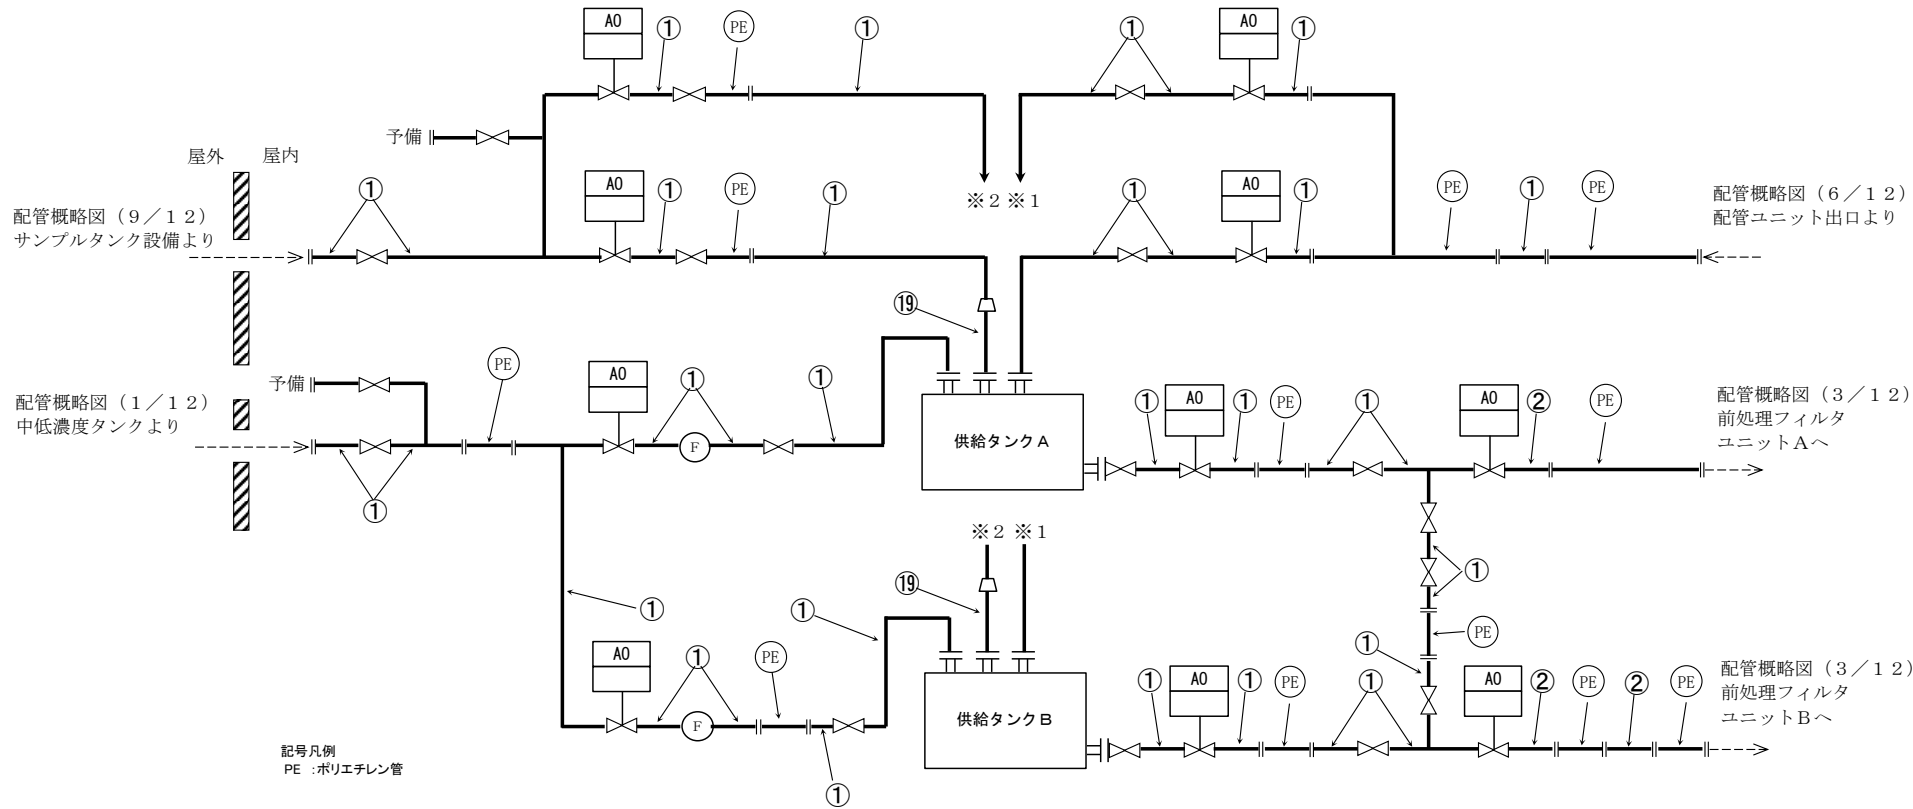 AO ① PE ① ① AO ①
予備
屋外 屋内
① AO ① PE ① ※2 ※1 ① AO ① PE ① PE
配管概略図（9／12）
サンプルタンク設備より
配管概略図（6／12）
配管ユニット出口より
⑲
予備 PE AO ① ①
配管概略図（1／12）
中低濃度タンクより
F
①
供給タンクA
① AO ① PE ① AO ② PE
配管概略図（3／12）
前処理フィルタ
ユニットAへ
※2 ※1
①
⑲
① ①
PE
①
AO ① PE
F
①
供給タンクB
① AO ① PE ① AO ② PE ② PE
配管概略図（3／12）
前処理フィルタ
ユニットBへ
記号凡例
PE ：ポリエチレン管